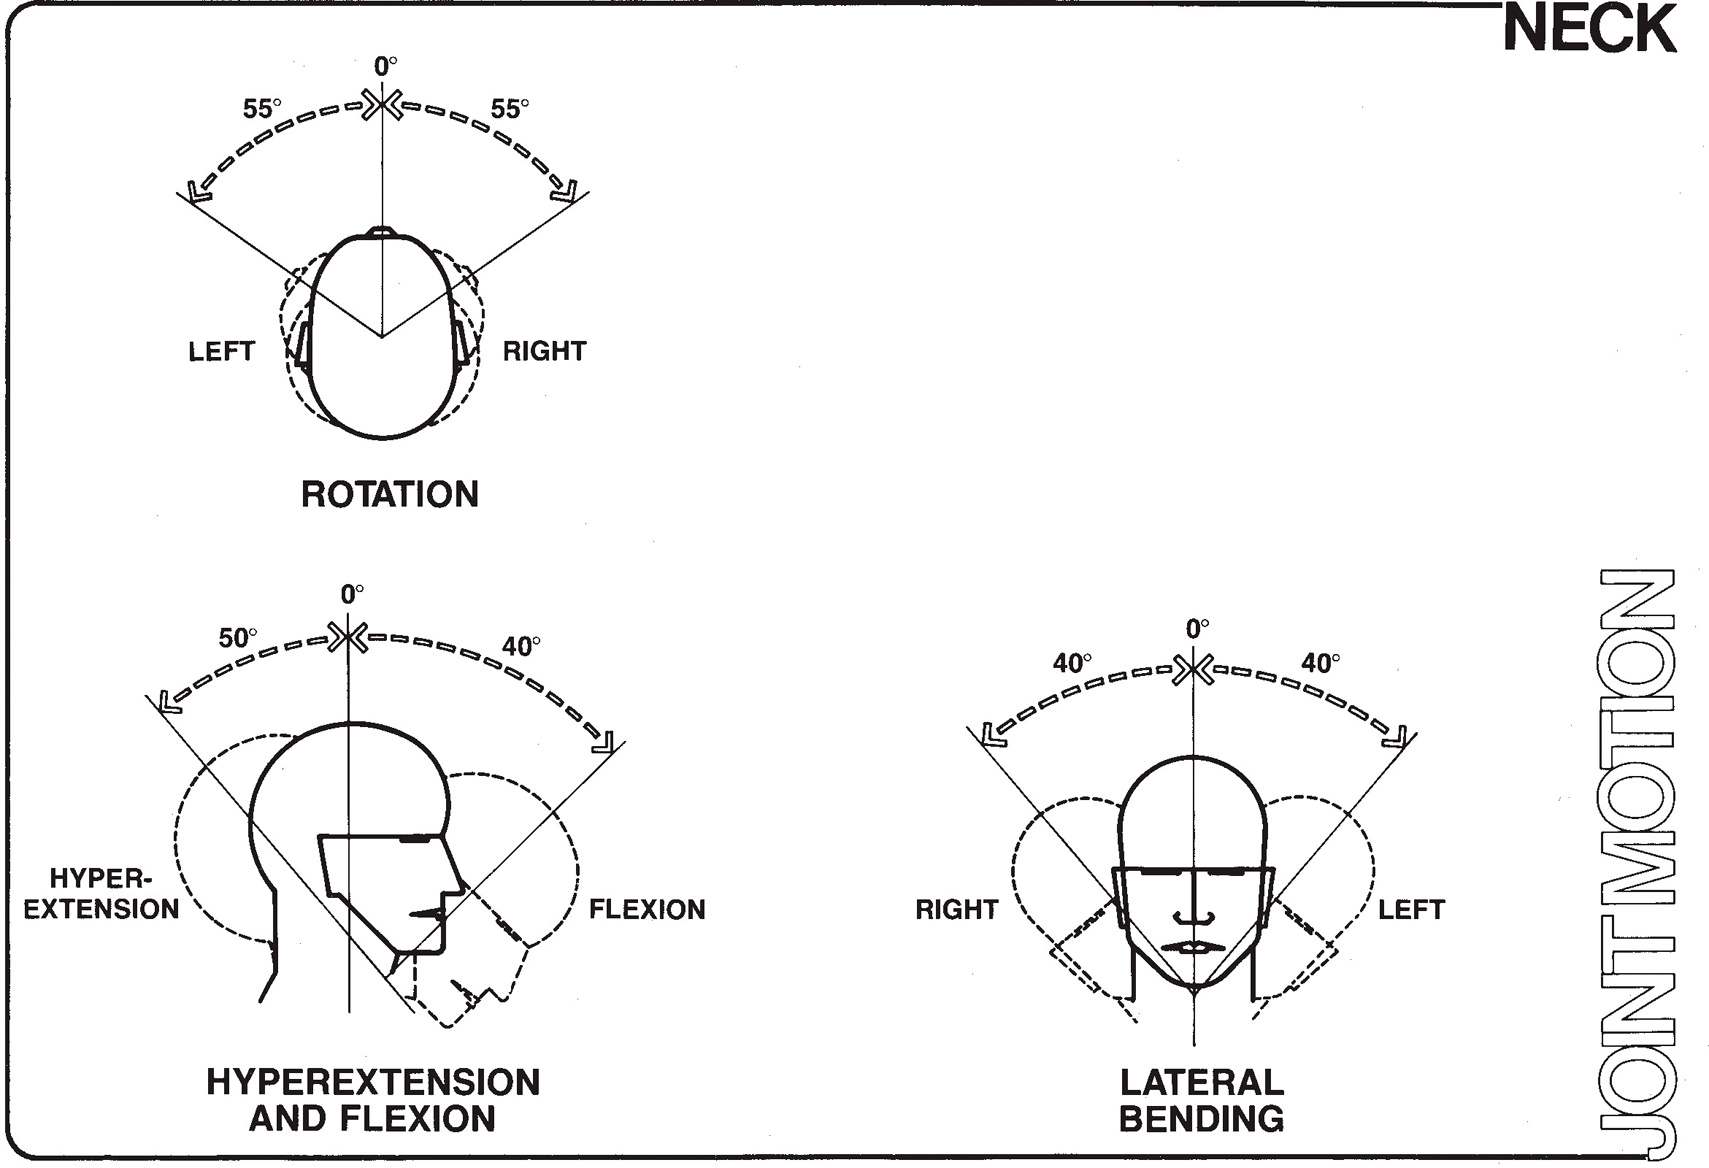 NECK
0°
55°
55°
LEFT
RIGHT
ROTATION
0°
50°
40°
HYPER-
EXTENSION
FLEXION
HYPEREXTENSION
AND FLEXION
0°
40°
40°
RIGHT
LEFT
LATERAL
BENDING
JOINT MOTION